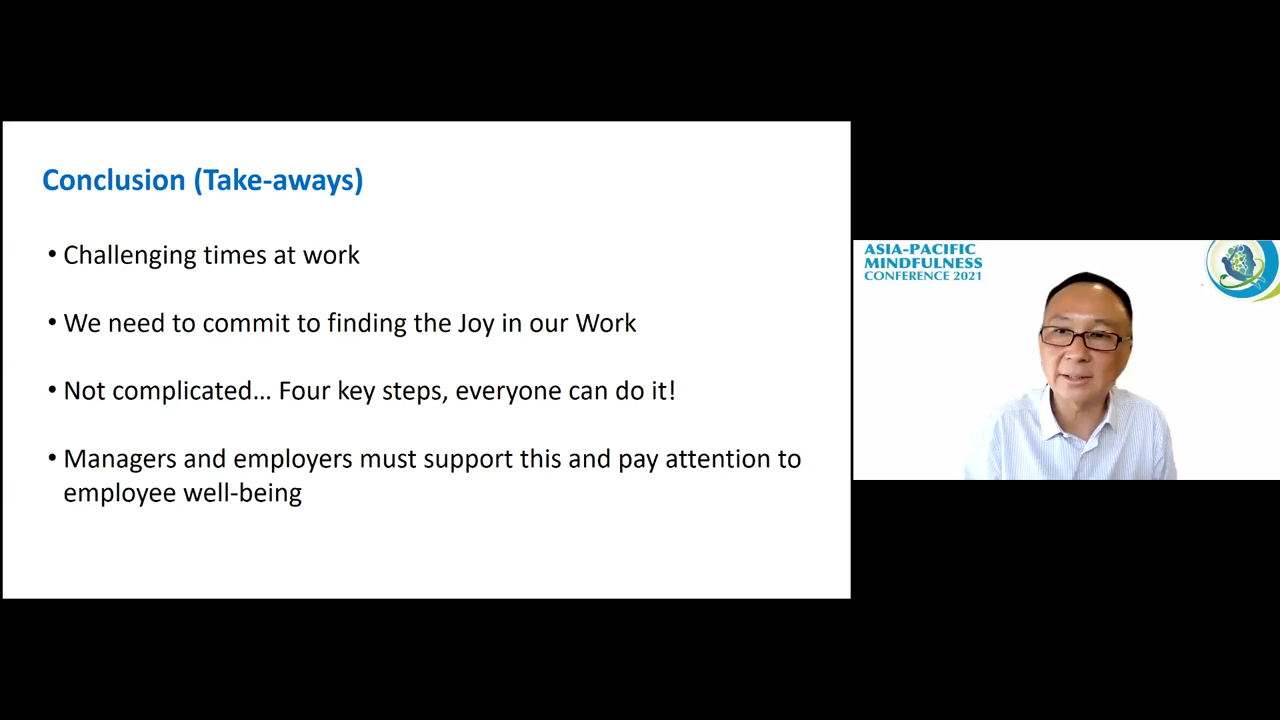 Conclusion (Take-aways)
• Challenging times at work
• We need to commit to finding the Joy in our Work
• Not complicated... Four key steps, everyone can do it!
• Managers and employers must support this and pay attention to
employee well-being
ASIA-PACIFIC
MINDFULNESS
CONFERENCE 2021